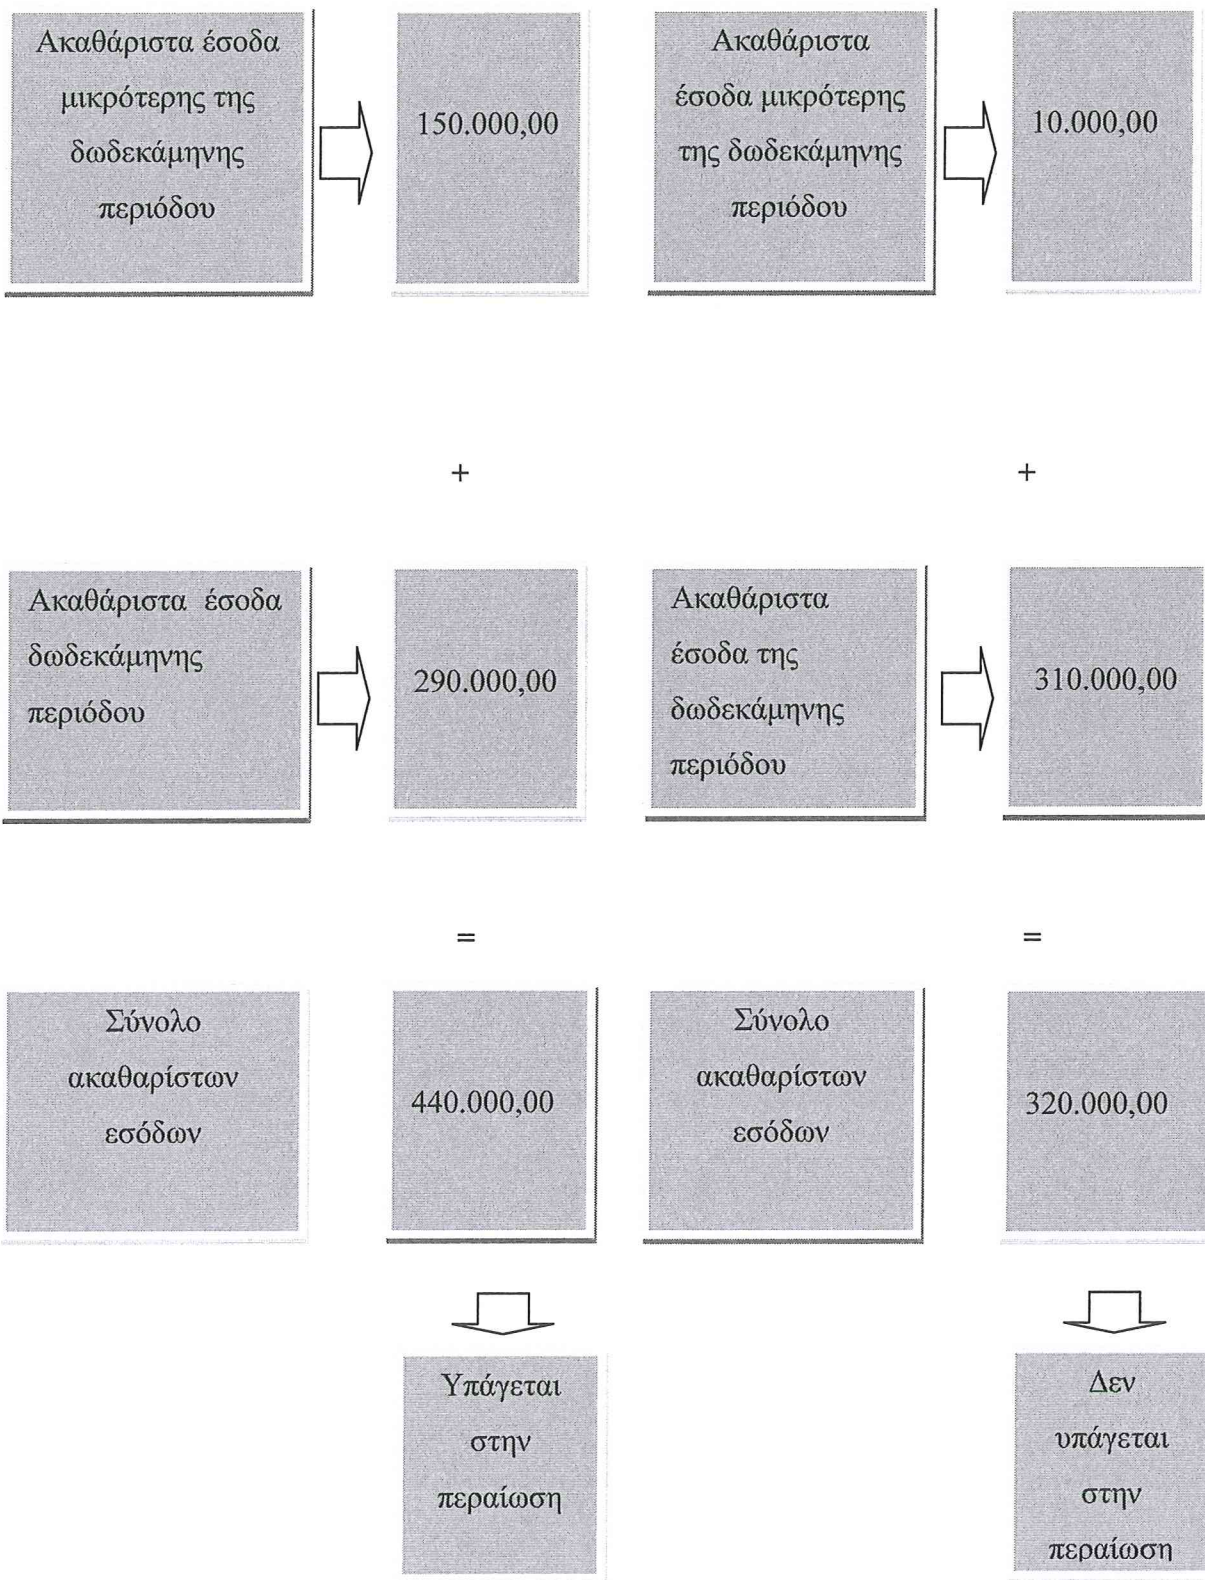 Ακαθάριστα έσοδα
μικρότερης της
δωδεκάμηνης
περιόδου
150.000,00
Ακαθάριστα
έσοδα μικρότερης
της δωδεκάμηνης
περιόδου
10.000,00
+
+
Ακαθάριστα έσοδα
δωδεκάμηνης
περιόδου
290.000,00
Ακαθάριστα
έσοδα της
δωδεκάμηνης
περιόδου
310.000,00
=
=
Σύνολο
ακαθαρίστων
εσόδων
440.000,00
Σύνολο
ακαθαρίστων
εσόδων
320.000,00
Υπάγεται
στην
περαίωση
Δεν
υπάγεται
στην
περαίωση